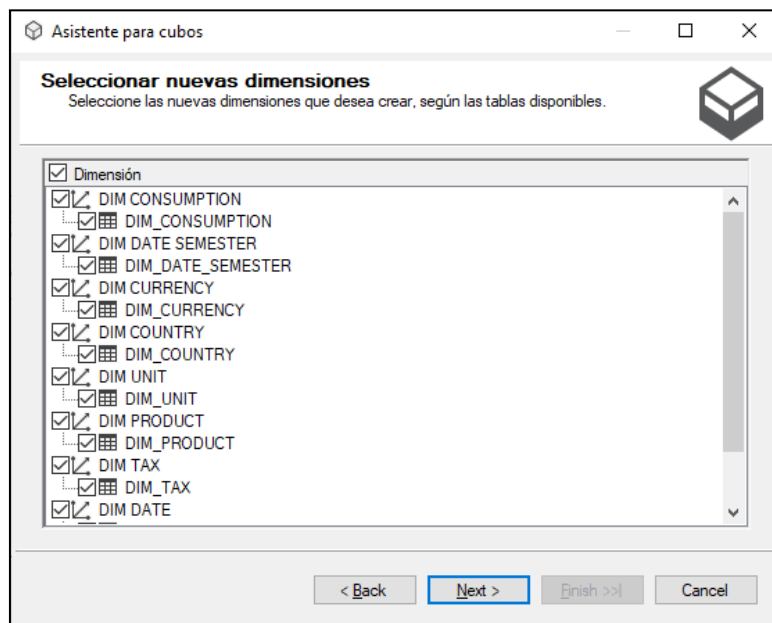 Asistente para cubos
Seleccionar nuevas dimensiones
Seleccione las nuevas dimensiones que desea crear, según las tablas disponibles.
Dimensión
DIM CONSUMPTION
DIM_CONSUMPTION
DIM DATE SEMESTER
DIM_DATE_SEMESTER
DIM CURRENCY
DIM_CURRENCY
DIM COUNTRY
DIM_COUNTRY
DIM UNIT
DIM_UNIT
DIM PRODUCT
DIM_PRODUCT
DIM TAX
DIM_TAX
DIM DATE
< Back Next > Finish >>| Cancel